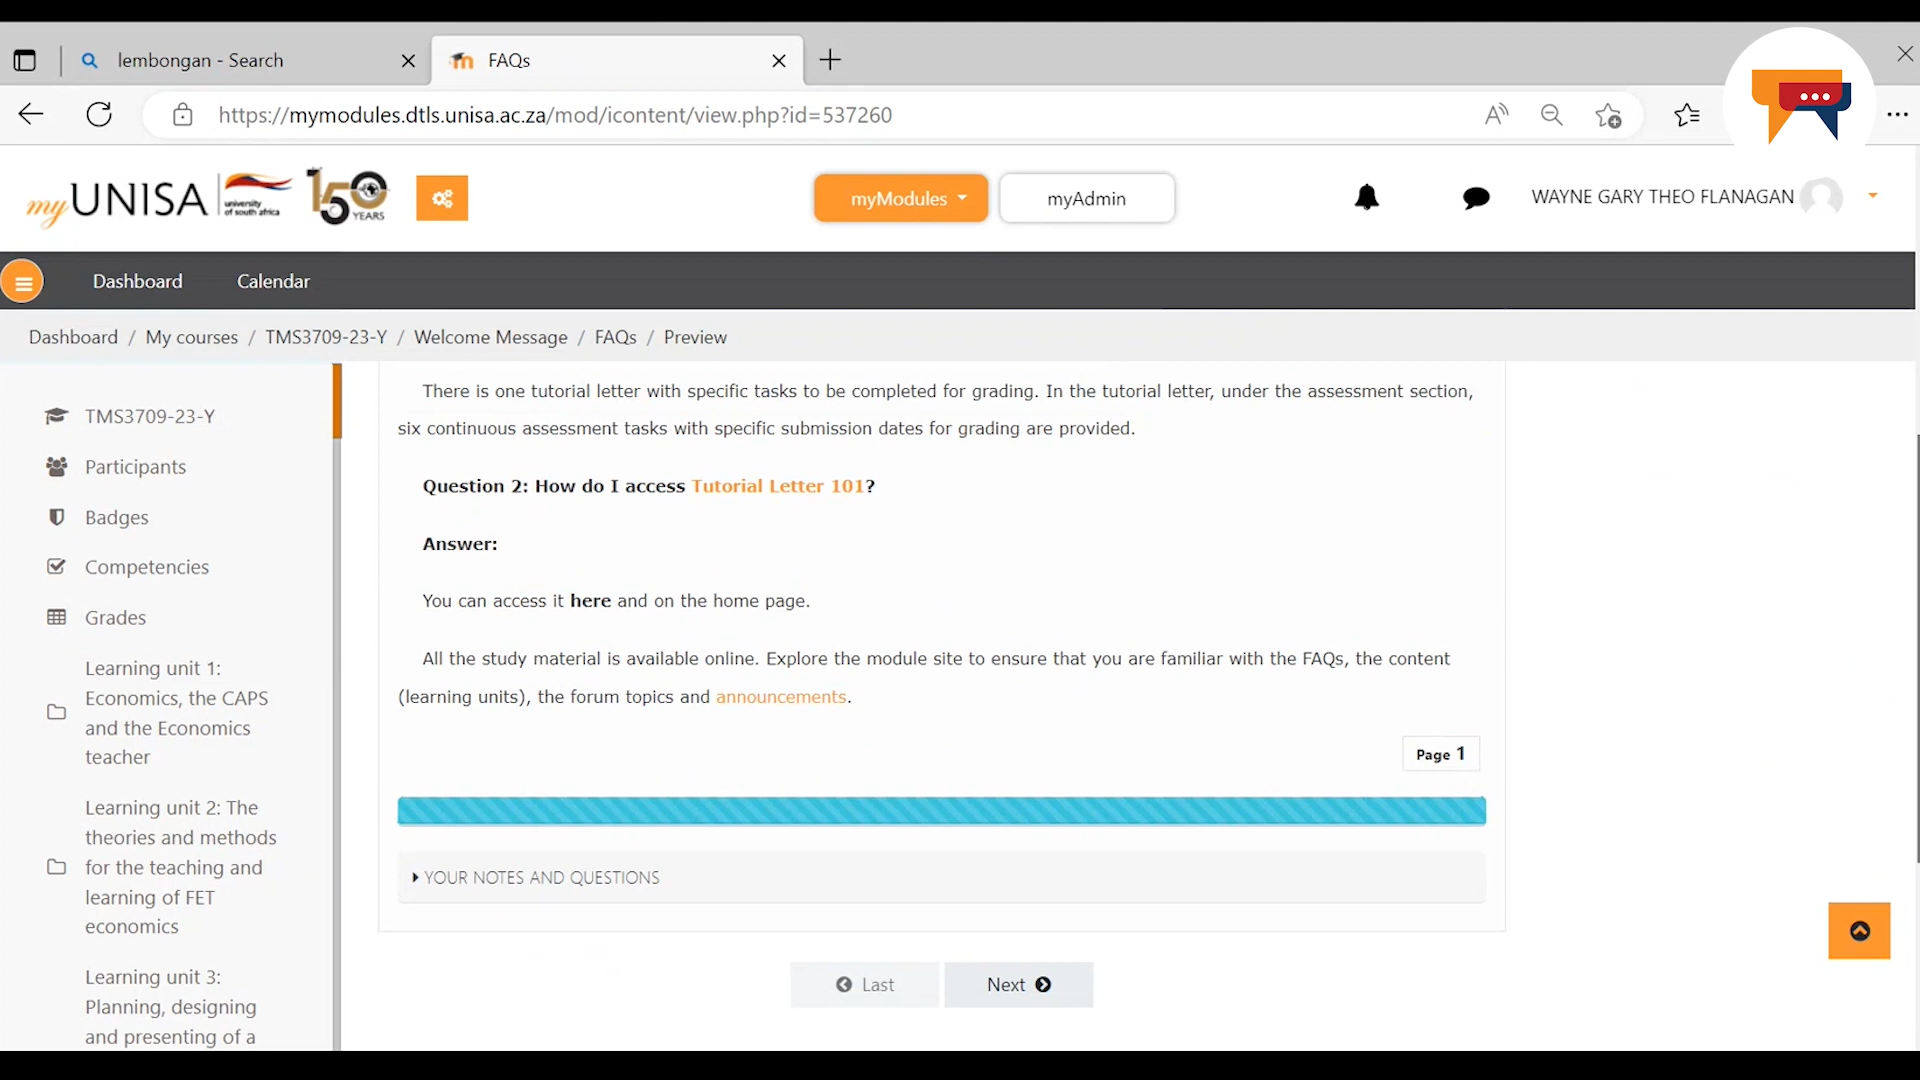 lembongan - Search
FAQs
https://mymodules.dtls.unisa.ac.za/mod/icontent/view.php?id=537260
myUNISA
university
of south africa
150
YEARS
myModules
myAdmin
WAYNE GARY THEO FLANAGAN
Dashboard
Calendar
Dashboard / My courses / TMS3709-23-Y / Welcome Message / FAQs / Preview
TMS3709-23-Y
Participants
Badges
Competencies
Grades
Learning unit 1:
Economics, the CAPS
and the Economics
teacher
Learning unit 2: The
theories and methods
for the teaching and
learning of FET
economics
Learning unit 3:
Planning, designing
and presenting of a
There is one tutorial letter with specific tasks to be completed for grading. In the tutorial letter, under the assessment section,
six continuous assessment tasks with specific submission dates for grading are provided.
Question 2: How do I access Tutorial Letter 101?
Answer:
You can access it here and on the home page.
All the study material is available online. Explore the module site to ensure that you are familiar with the FAQs, the content
(learning units), the forum topics and announcements.
Page 1
YOUR NOTES AND QUESTIONS
Last
Next